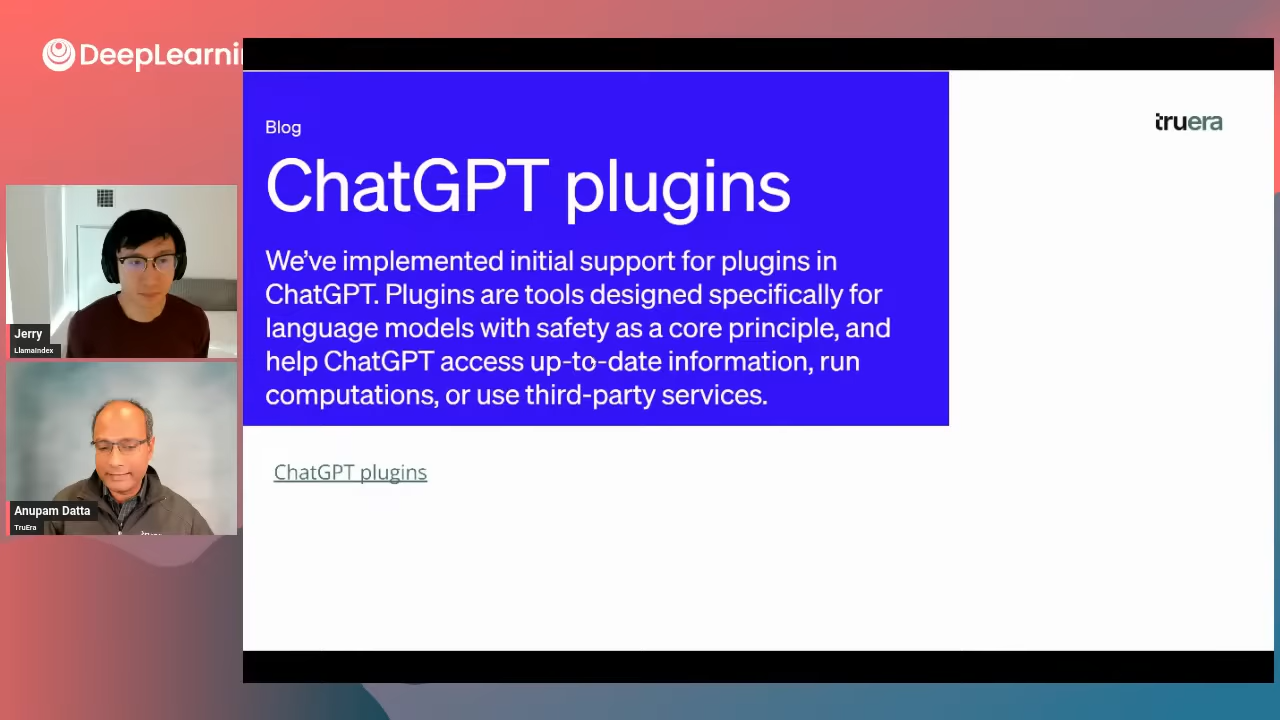 DeepLearni
Blog
ChatGPT plugins
We've implemented initial support for plugins in
ChatGPT. Plugins are tools designed specifically for
language models with safety as a core principle, and
help ChatGPT access up-to-date information, run
computations, or use third-party services.
ChatGPT plugins
truera
Jerry
LlamaIndex
Anupam Datta
TruEra